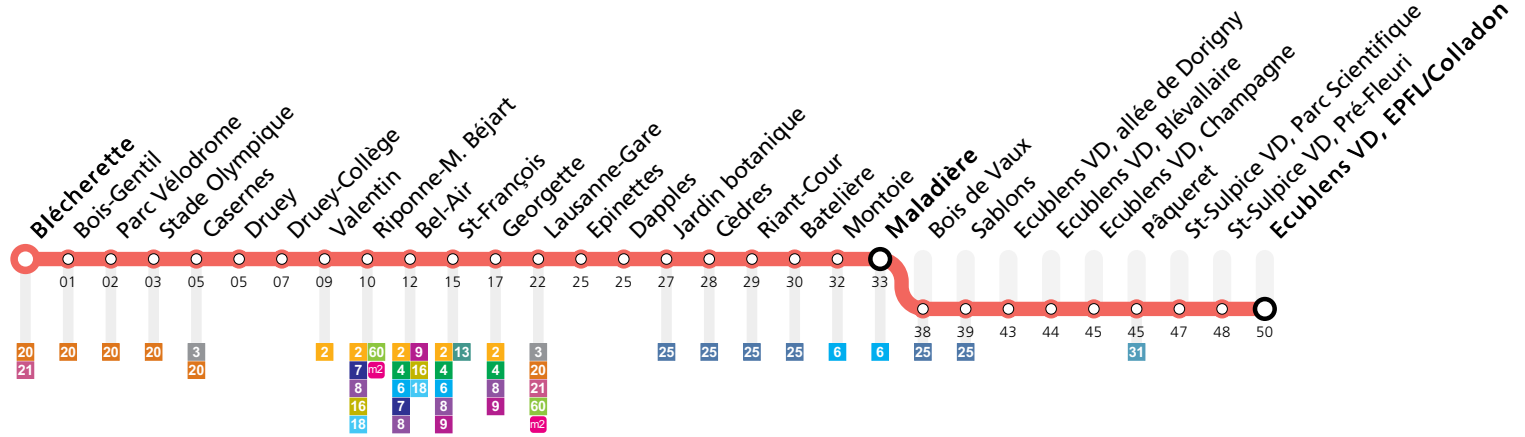 Blécherette
Bois-Gentil
Parc Vélodrome
Stade Olympique
Casernes
Druey
Druey-Collège
Valentin
Riponne-M. Béjart
Bel-Air
St-François
Georgette
Lausanne-Gare
Epinettes
Dapples
Jardin botanique
Cèdres
Riant-Cour
Batelière
Montoie
Maladière
Bois de Vaux
Sablons
Ecublens VD, allée de Dorigny
Ecublens VD, Blévallaire
Ecublens VD, Champagne
Pâqueret
St-Sulpice VD, Parc Scientifique
St-Sulpice VD, Pré-Fleuri
Ecublens VD, EPFL/Colladon
01 02 03 05 05 07 09 10 12 15 17 22 25 25 27 28 29 30 32 33
38 39 43 44 45 45 47 48 50
20 20 20 20 3 2 2 60 2 9 2 13 2 3 25 25 25 25 6 6 25 25 31
21 20 7 m2 4 16 4 4 20
8 6 18 6 8 21
16 7 8 9 60
18 8 9 m2